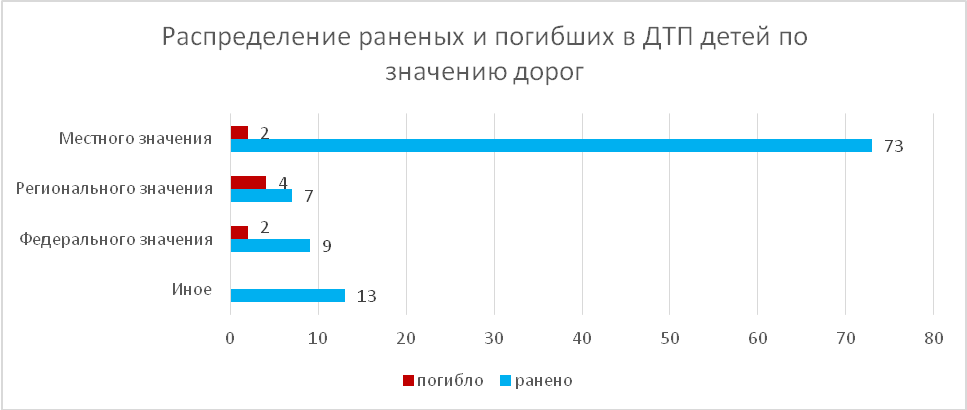 Распределение раненых и погибших в ДТП детей по
значению дорог
Местного значения
2
73
Регионального значения
4
7
Федерального значения
2
9
Иное
13
0 10 20 30 40 50 60 70 80
погибло ранено